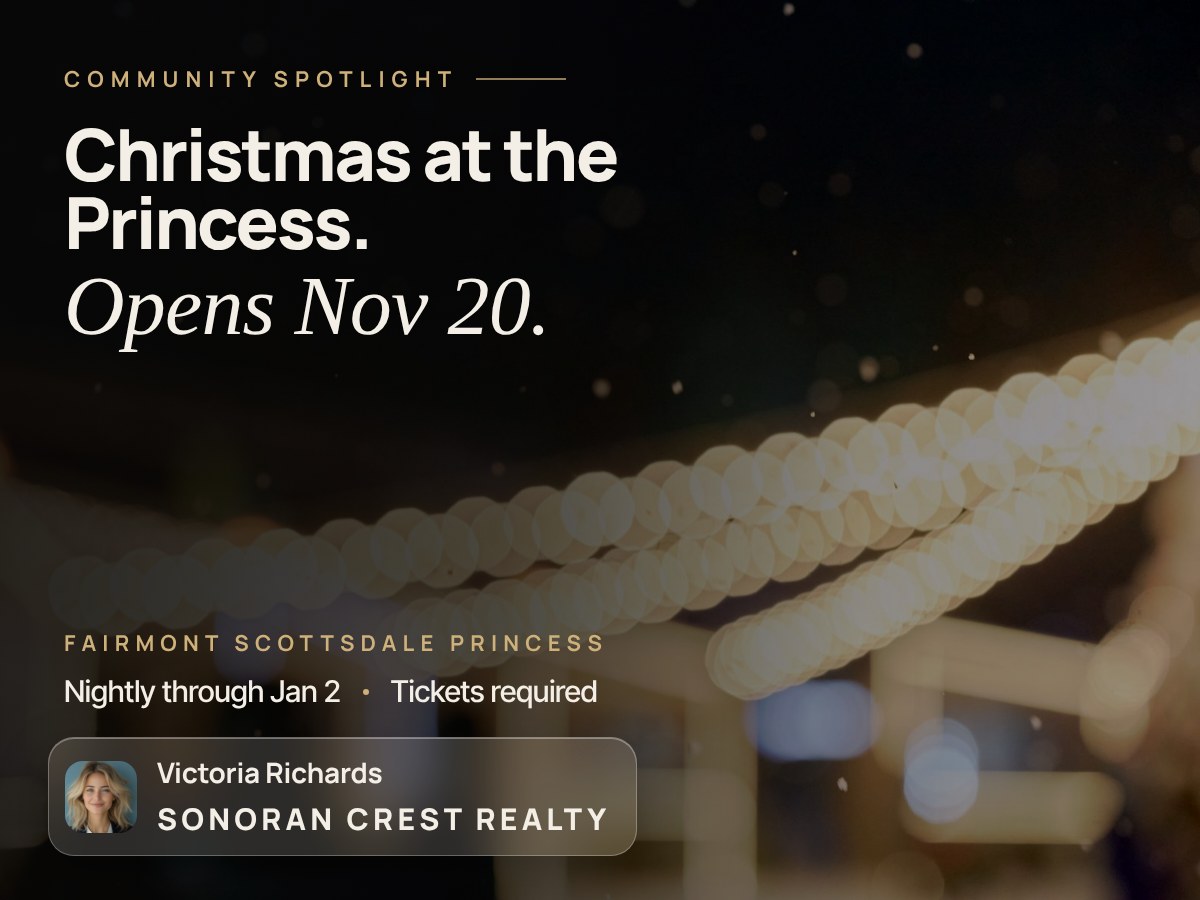 COMMUNITY SPOTLIGHT
Christmas at the
Princess.
Opens Nov 20.
FAIRMONT SCOTTSDALE PRINCESS
Nightly through Jan 2 • Tickets required
Victoria Richards
SONORAN CREST REALTY